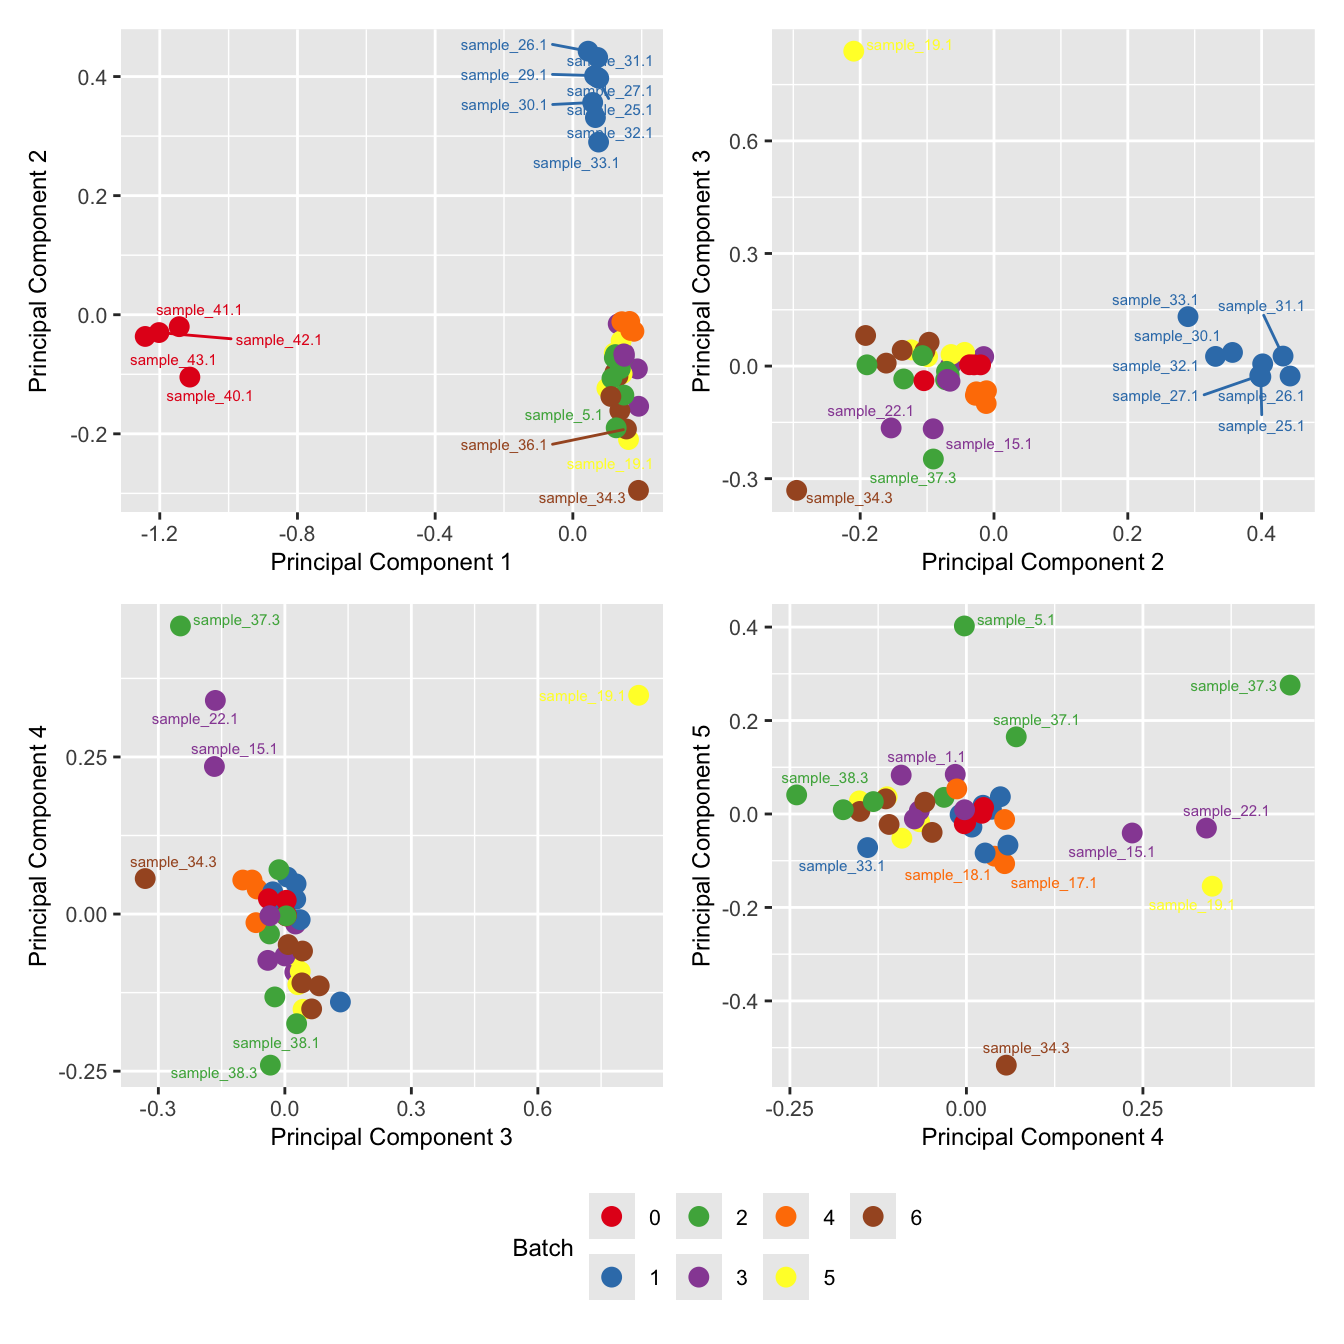 sample_26.1
sample_31.1
sample_29.1
sample_27.1
sample_30.1
sample_25.1
sample_32.1
sample_33.1
sample_41.1
sample_42.1
sample_43.1
sample_40.1
sample_5.1
sample_36.1
sample_19.1
sample_34.3
0.4
0.2
0.0
-0.2
-1.2
-0.8
-0.4
0.0
Principal Component 1
Principal Component 2
sample_19.1
sample_33.1
sample_31.1
sample_30.1
sample_32.1
sample_27.1
sample_26.1
sample_25.1
sample_22.1
sample_15.1
sample_37.3
sample_34.3
0.6
0.3
0.0
-0.3
-0.2
0.0
0.2
0.4
Principal Component 2
Principal Component 3
sample_37.3
sample_19.1
sample_22.1
sample_15.1
sample_34.3
sample_38.1
sample_38.3
0.25
0.00
-0.25
-0.3
0.0
0.3
0.6
Principal Component 3
Principal Component 4
sample_5.1
sample_37.3
sample_37.1
sample_1.1
sample_38.3
sample_22.1
sample_15.1
sample_33.1
sample_18.1
sample_17.1
sample_19.1
sample_34.3
0.4
0.2
0.0
-0.2
-0.4
-0.25
0.00
0.25
Principal Component 4
Principal Component 5
Batch
0
2
4
6
1
3
5